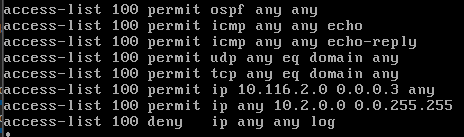 access-list 100 permit ospf any any
access-list 100 permit icmp any any echo
access-list 100 permit icmp any any echo-reply
access-list 100 permit udp any eq domain any
access-list 100 permit tcp any eq domain any
access-list 100 permit ip 10.116.2.0 0.0.0.3 any
access-list 100 permit ip any 10.2.0.0 0.0.255.255
access-list 100 deny   ip any any log